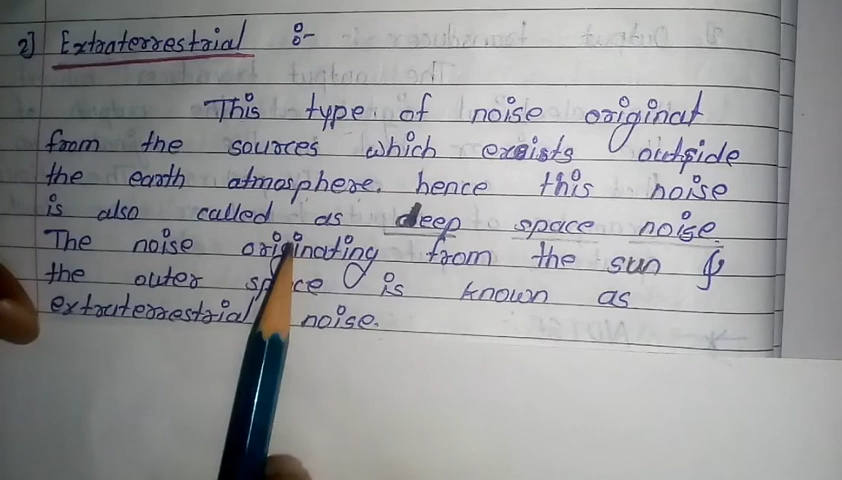 2] Extraterrestrial :-
This type of noise originat
from the sources which exsists outside
the earth atmosphere. hence this noise
is also called as deep space noise.
The noise originating from the sun &
the outer space is known as
extraterrestrial noise.